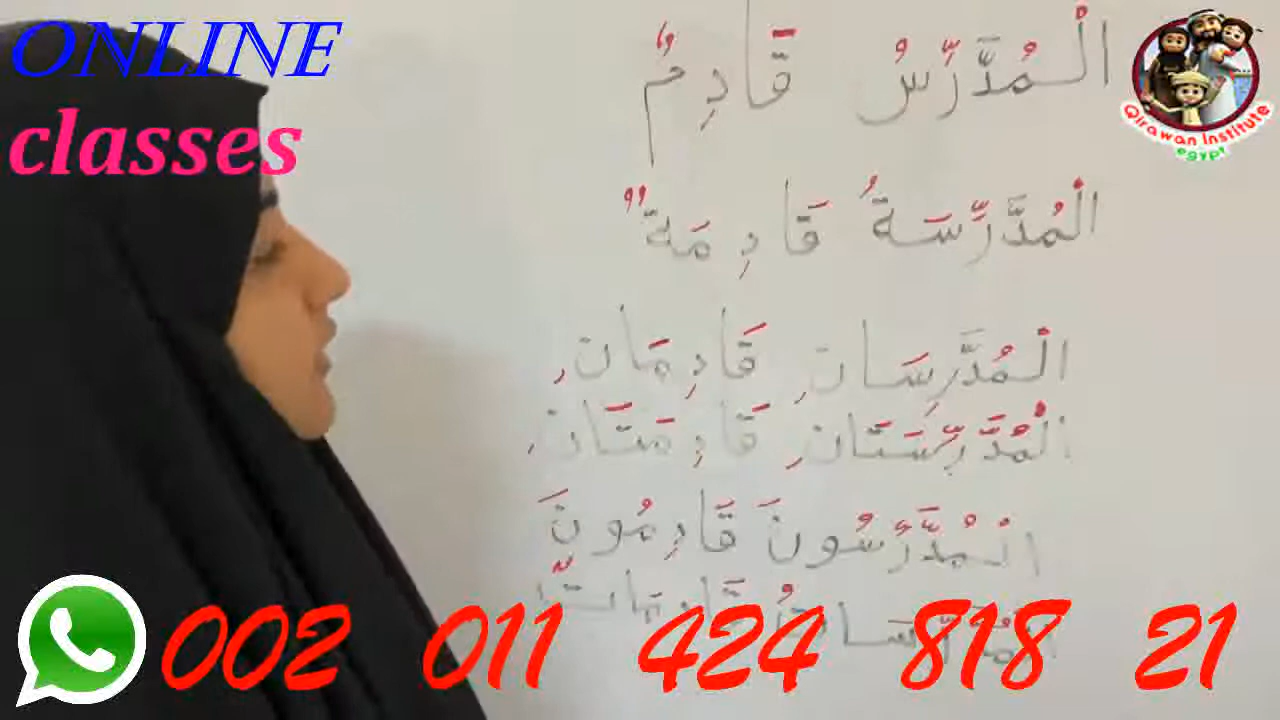 ONLINE
classes
Qirawan Institute
egypt
الْمُدَّرِّسُ قَادِمٌ
الْمُدَّرِّسَةُ قَادِمَةٌ
الْمُدَّرِسَانِ قَادِمَانِ
الْمُدَّرِّسَتَانِ قَادِمَتَانِ
الْمُدَّرِّسُونَ قَادِمُونَ
002 011 424 818 21